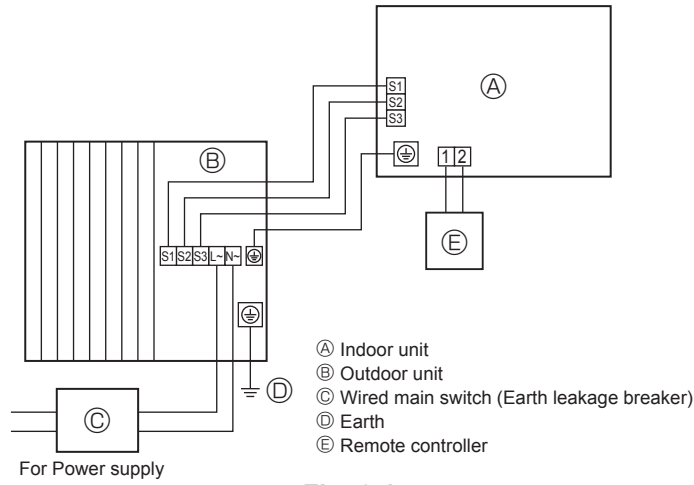 S1
S2
S3
Ⓐ
1 2
Ⓑ
S1 S2 S3 L~ N~
Ⓔ
Ⓓ
Ⓒ
For Power supply
Ⓐ Indoor unit
Ⓑ Outdoor unit
Ⓒ Wired main switch (Earth leakage breaker)
Ⓓ Earth
Ⓔ Remote controller